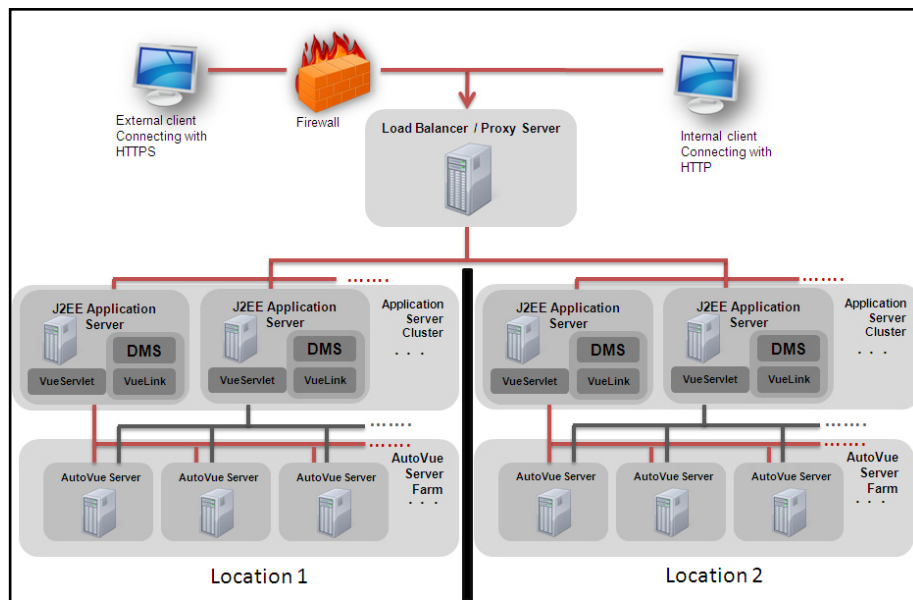 External client
Connecting with
HTTPS
Firewall
Load Balancer / Proxy Server
Internal client
Connecting with
HTTP
J2EE Application
Server
DMS
VueServlet
VueLink
J2EE Application
Server
DMS
VueServlet
VueLink
Application
Server
Cluster
. . .
J2EE Application
Server
DMS
VueServlet
VueLink
J2EE Application
Server
DMS
VueServlet
VueLink
Application
Server
Cluster
. . .
AutoVue Server
AutoVue Server
AutoVue Server
AutoVue
Server
Farm
. . .
AutoVue Server
AutoVue Server
AutoVue Server
AutoVue
Server
Farm
. . .
Location 1
Location 2